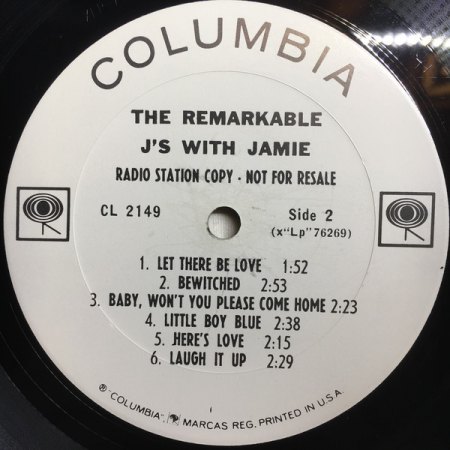 COLUMBIA
THE REMARKABLE
J'S WITH JAMIE
RADIO STATION COPY - NOT FOR RESALE
CL 2149
Side 2
(x"Lp"76269)
1. LET THERE BE LOVE 1:52
2. BEWITCHED 2:53
3. BABY, WON'T YOU PLEASE COME HOME 2:23
4. LITTLE BOY BLUE 2:38
5. HERE'S LOVE 2:15
6. LAUGH IT UP 2:29
® "COLUMBIA", MARCAS REG. PRINTED IN U.S.A